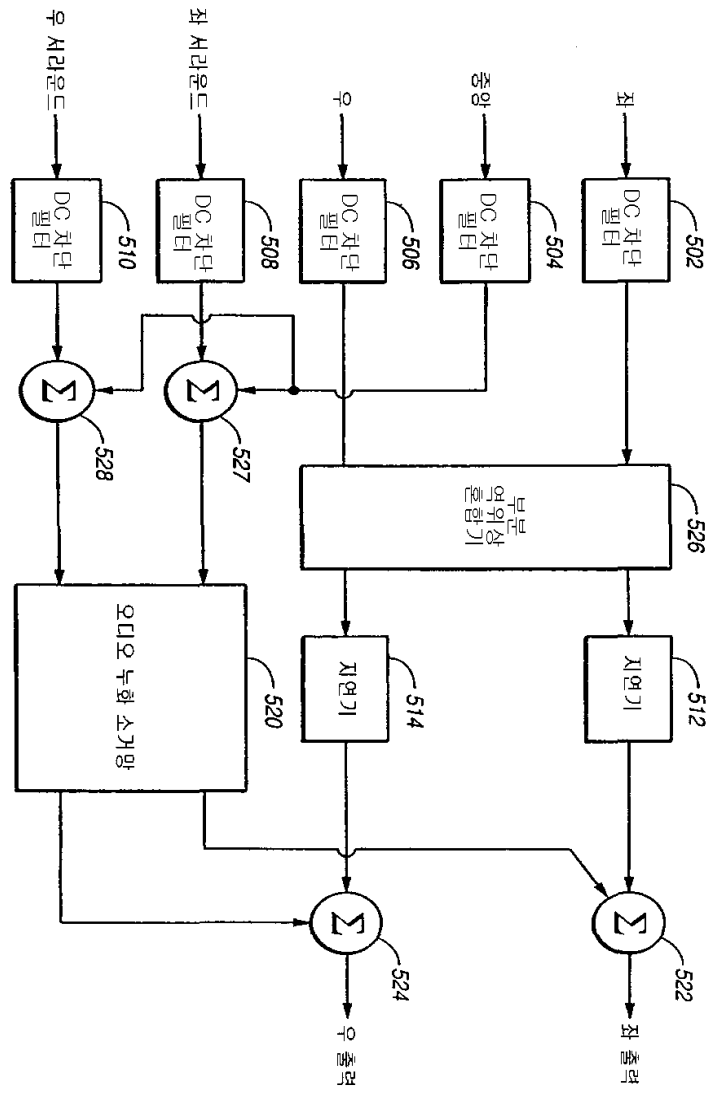 좌
중앙
우
좌 서라운드
우 서라운드
DC 차단
필터
502
DC 차단
필터
504
DC 차단
필터
506
DC 차단
필터
508
DC 차단
필터
510
Σ
527
Σ
528
부분
역위상
혼합기
526
지연기
512
지연기
514
오디오 누화 소거망
520
Σ
522
Σ
524
좌 출력
우 출력